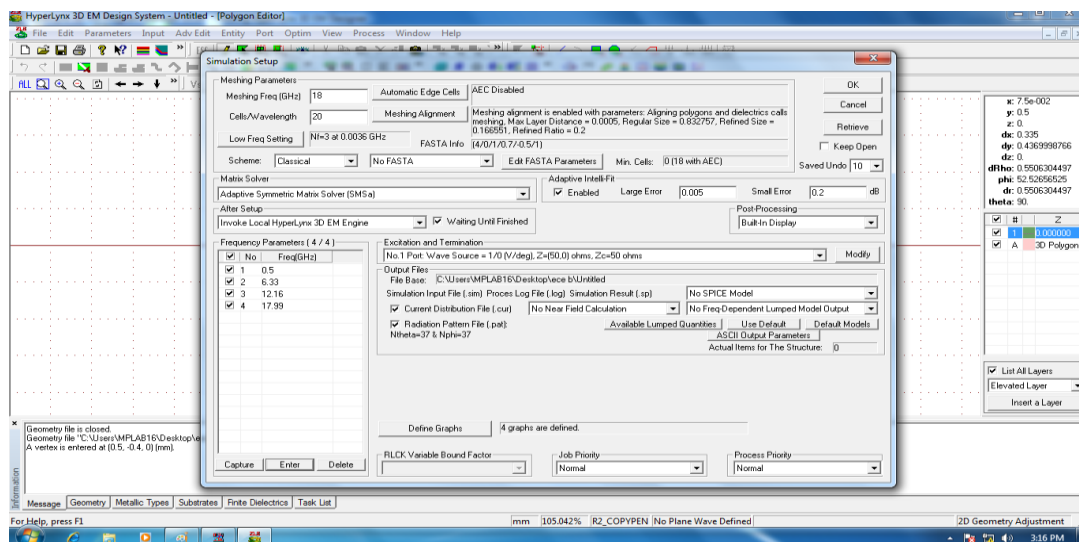 HyperLynx 3D EM Design System - Untitled - [Polygon Editor]
File Edit Parameters Input Adv Edit Entity Port Optim View Process Window Help
ALL
Simulation Setup
Meshing Parameters
Meshing Freq (GHz) 18
Automatic Edge Cells
AEC Disabled
Cells/Wavelength 20
Meshing Alignment
Meshing alignment is enabled with parameters: Aligning polygons and dielectrics calls
meshing, Max Layer Distance = 0.0005, Regular Size = 0.832757, Refined Size =
0.166551, Refined Ratio = 0.2
Low Freq Setting
Nf=3 at 0.0036 GHz
FASTA Info
(4/0/1/0.7/-0.5/1)
Scheme: Classical
No FASTA
Edit FASTA Parameters
Min. Cells: 0 (18 with AEC)
OK
Cancel
Retrieve
Keep Open
Saved Undo 10
Matrix Solver
Adaptive Symmetric Matrix Solver (SMSa)
Adaptive Intelli-Fit
Enabled Large Error 0.005 Small Error 0.2 dB
After Setup
Invoke Local HyperLynx 3D EM Engine
Waiting Until Finished
Post-Processing
Built-In Display
Frequency Parameters ( 4 / 4 )
No Freq(GHz)
1 0.5
2 6.33
3 12.16
4 17.99
Capture Enter Delete
Excitation and Termination
No.1 Port: Wave Source = 1/0 (V/deg), Z=(50,0) ohms, Zc=50 ohms
Modify
Output Files
File Base: C:\Users\MPLAB16\Desktop\ece b\Untitled
Simulation Input File (.sim) Proces Log File (.log) Simulation Result (.sp)
No SPICE Model
Current Distribution File (.cur)
No Near Field Calculation
No Freq-Dependent Lumped Model Output
Radiation Pattern File (.pat):
Ntheta=37 & Nphi=37
Available Lumped Quantities
Use Default
Default Models
ASCII Output Parameters
Actual Items for The Structure: 0
Define Graphs
4 graphs are defined.
RLCK Variable Bound Factor
Job Priority
Normal
Process Priority
Normal
x: 7.5e-002
y: 0.5
z: 0.
dx: 0.335
dy: 0.4369998766
dz: 0.
dRho: 0.5506304497
phi: 52.52656525
dr: 0.5506304497
theta: 90.
# Z
1 0.000000
A 3D Polygon
List All Layers
Elevated Layer
Insert a Layer
Geometry file is closed.
Geometry file "C:\Users\MPLAB16\Desktop\e
A vertex is entered at (0.5, -0.4, 0) (mm).
Information
Message Geometry Metallic Types Substrates Finite Dielectrics Task List
For Help, press F1
mm 105.042% R2_COPYPEN No Plane Wave Defined
2D Geometry Adjustment
3:16 PM